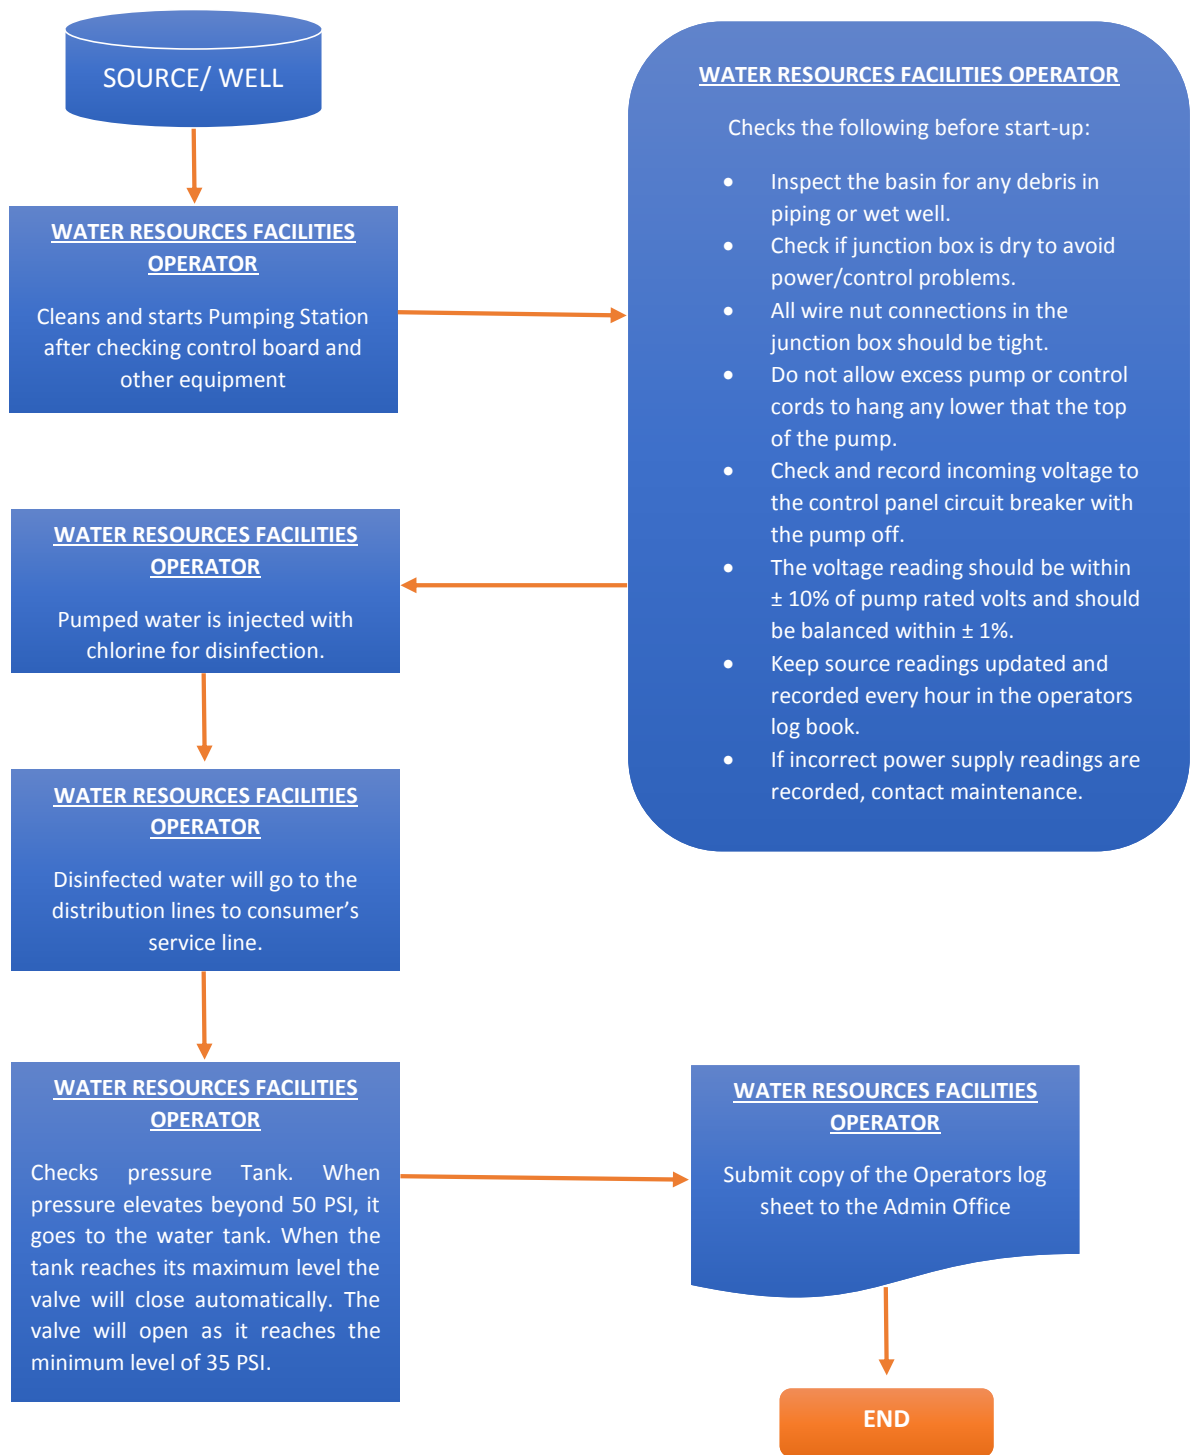 SOURCE/ WELL
WATER RESOURCES FACILITIES
OPERATOR
Cleans and starts Pumping Station
after checking control board and
other equipment
WATER RESOURCES FACILITIES OPERATOR
Checks the following before start-up:
• Inspect the basin for any debris in
piping or wet well.
• Check if junction box is dry to avoid
power/control problems.
• All wire nut connections in the
junction box should be tight.
• Do not allow excess pump or control
cords to hang any lower that the top
of the pump.
• Check and record incoming voltage to
the control panel circuit breaker with
the pump off.
• The voltage reading should be within
± 10% of pump rated volts and should
be balanced within ± 1%.
• Keep source readings updated and
recorded every hour in the operators
log book.
• If incorrect power supply readings are
recorded, contact maintenance.
WATER RESOURCES FACILITIES
OPERATOR
Pumped water is injected with
chlorine for disinfection.
WATER RESOURCES FACILITIES
OPERATOR
Disinfected water will go to the
distribution lines to consumer’s
service line.
WATER RESOURCES FACILITIES
OPERATOR
Checks pressure Tank. When
pressure elevates beyond 50 PSI, it
goes to the water tank. When the
tank reaches its maximum level the
valve will close automatically. The
valve will open as it reaches the
minimum level of 35 PSI.
WATER RESOURCES FACILITIES
OPERATOR
Submit copy of the Operators log
sheet to the Admin Office
END